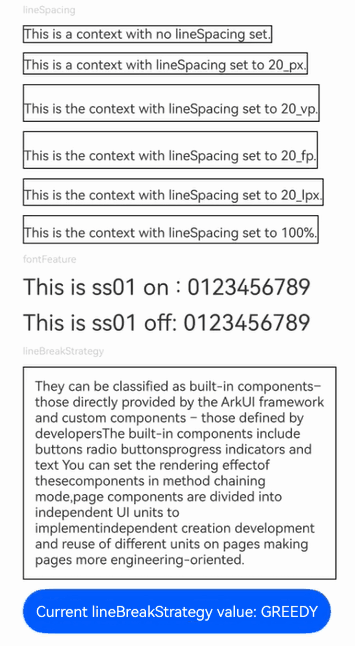 lineSpacing
This is a context with no lineSpacing set.
This is a context with lineSpacing set to 20_px.
This is the context with lineSpacing set to 20_vp.
This is the context with lineSpacing set to 20_fp.
This is the context with lineSpacing set to 20_lpx.
This is the context with lineSpacing set to 100%.
fontFeature
This is ss01 on : 0123456789
This is ss01 off: 0123456789
lineBreakStrategy
They can be classified as built-in components–
those directly provided by the ArkUI framework
and custom components – those defined by
developersThe built-in components include
buttons radio buttonsprogress indicators and
text You can set the rendering effectof
thesecomponents in method chaining
mode,page components are divided into
independent UI units to
implementindependent creation development
and reuse of different units on pages making
pages more engineering-oriented.
Current lineBreakStrategy value: GREEDY